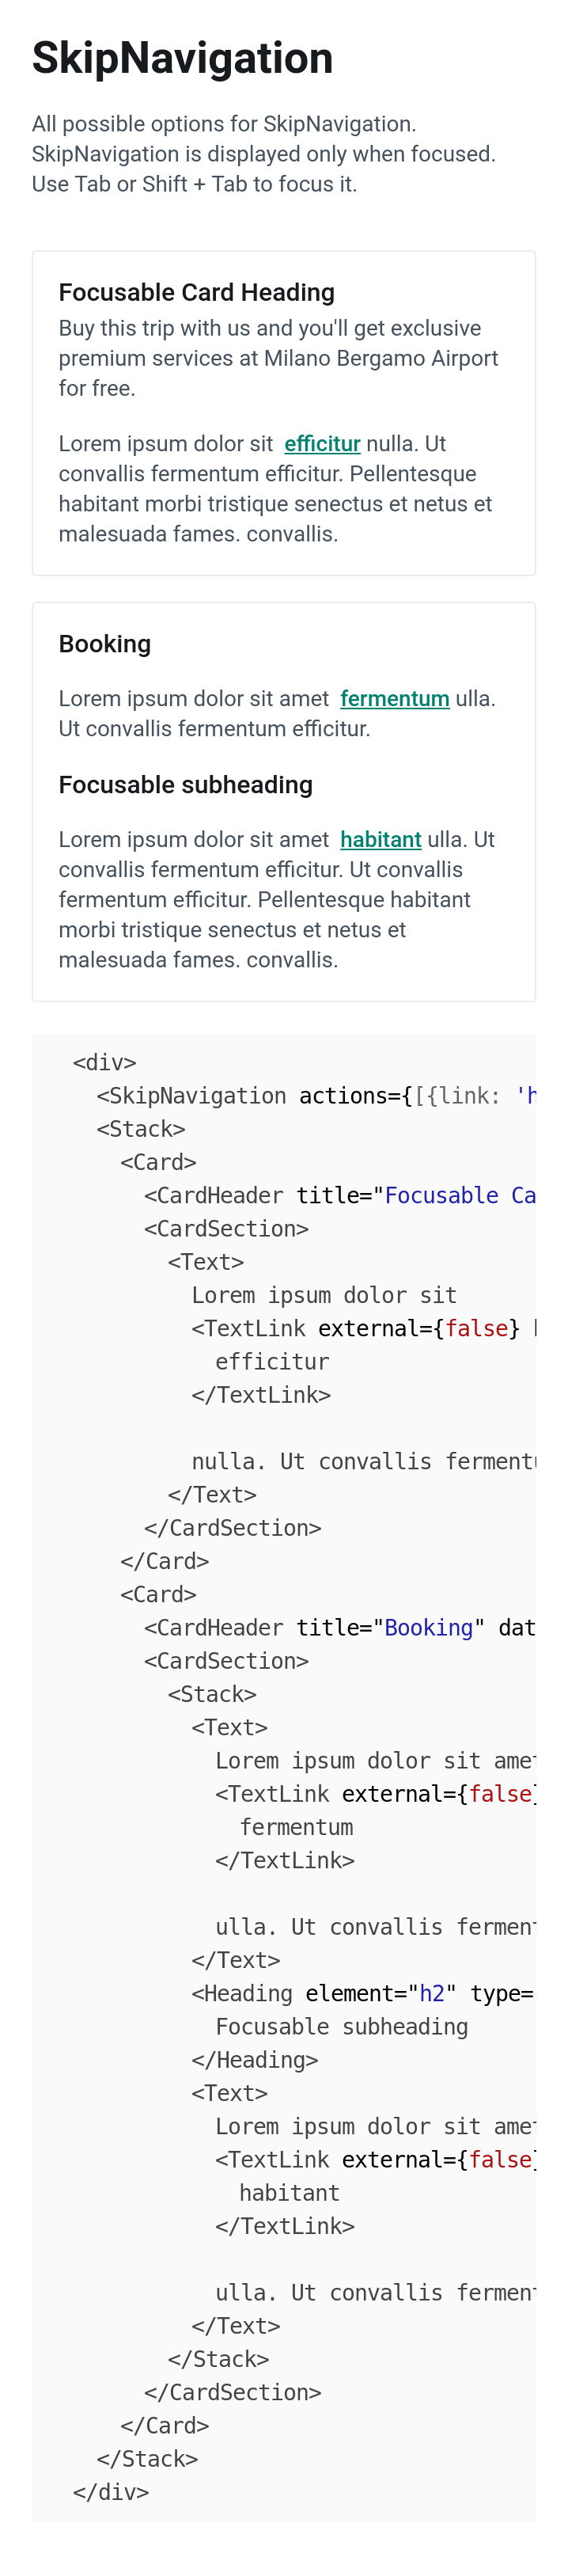 SkipNavigation
All possible options for SkipNavigation.
SkipNavigation is displayed only when focused.
Use Tab or Shift + Tab to focus it.
Focusable Card Heading
Buy this trip with us and you'll get exclusive
premium services at Milano Bergamo Airport
for free.
Lorem ipsum dolor sit efficitur nulla. Ut
convallis fermentum efficitur. Pellentesque
habitant morbi tristique senectus et netus et
malesuada fames. convallis.
Booking
Lorem ipsum dolor sit amet fermentum ulla.
Ut convallis fermentum efficitur.
Focusable subheading
Lorem ipsum dolor sit amet habitant ulla. Ut
convallis fermentum efficitur. Ut convallis
fermentum efficitur. Pellentesque habitant
morbi tristique senectus et netus et
malesuada fames. convallis.
<div>
<SkipNavigation actions={[{link: 'h
<Stack>
<Card>
<CardHeader title="Focusable Ca
<CardSection>
<Text>
Lorem ipsum dolor sit
<TextLink external={false}
efficitur
</TextLink>
nulla. Ut convallis ferment
</Text>
</CardSection>
</Card>
<Card>
<CardHeader title="Booking" dat
<CardSection>
<Stack>
<Text>
Lorem ipsum dolor sit amet
<TextLink external={false}
fermentum
</TextLink>
ulla. Ut convallis ferment
</Text>
<Heading element="h2" type=
Focusable subheading
</Heading>
<Text>
Lorem ipsum dolor sit amet
<TextLink external={false}
habitant
</TextLink>
ulla. Ut convallis ferment
</Text>
</Stack>
</CardSection>
</Card>
</Stack>
</div>